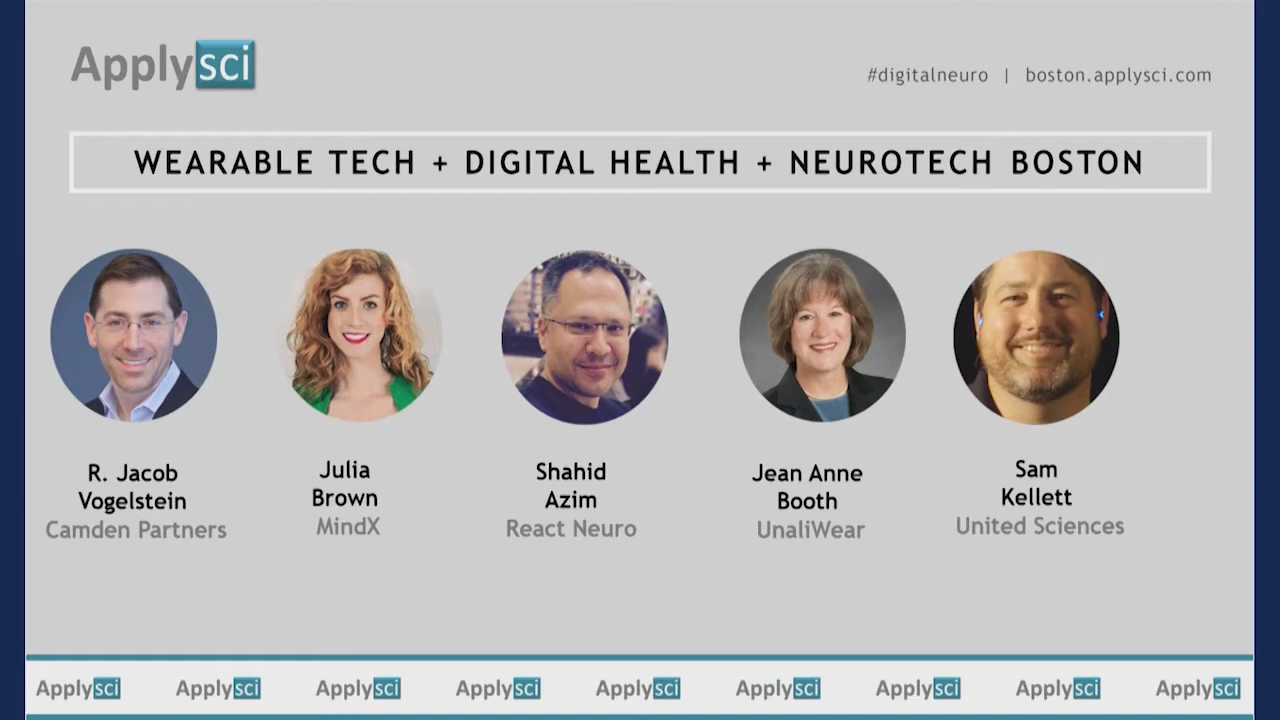 Applysci
#digitalneuro | boston.applysci.com
WEARABLE TECH + DIGITAL HEALTH + NEUROTECH BOSTON
R. Jacob
Vogelstein
Camden Partners
Julia
Brown
MindX
Shahid
Azim
React Neuro
Jean Anne
Booth
UnaliWear
Sam
Kellett
United Sciences
Applysci Applysci Applysci Applysci Applysci Applysci Applysci Applysci Applysci